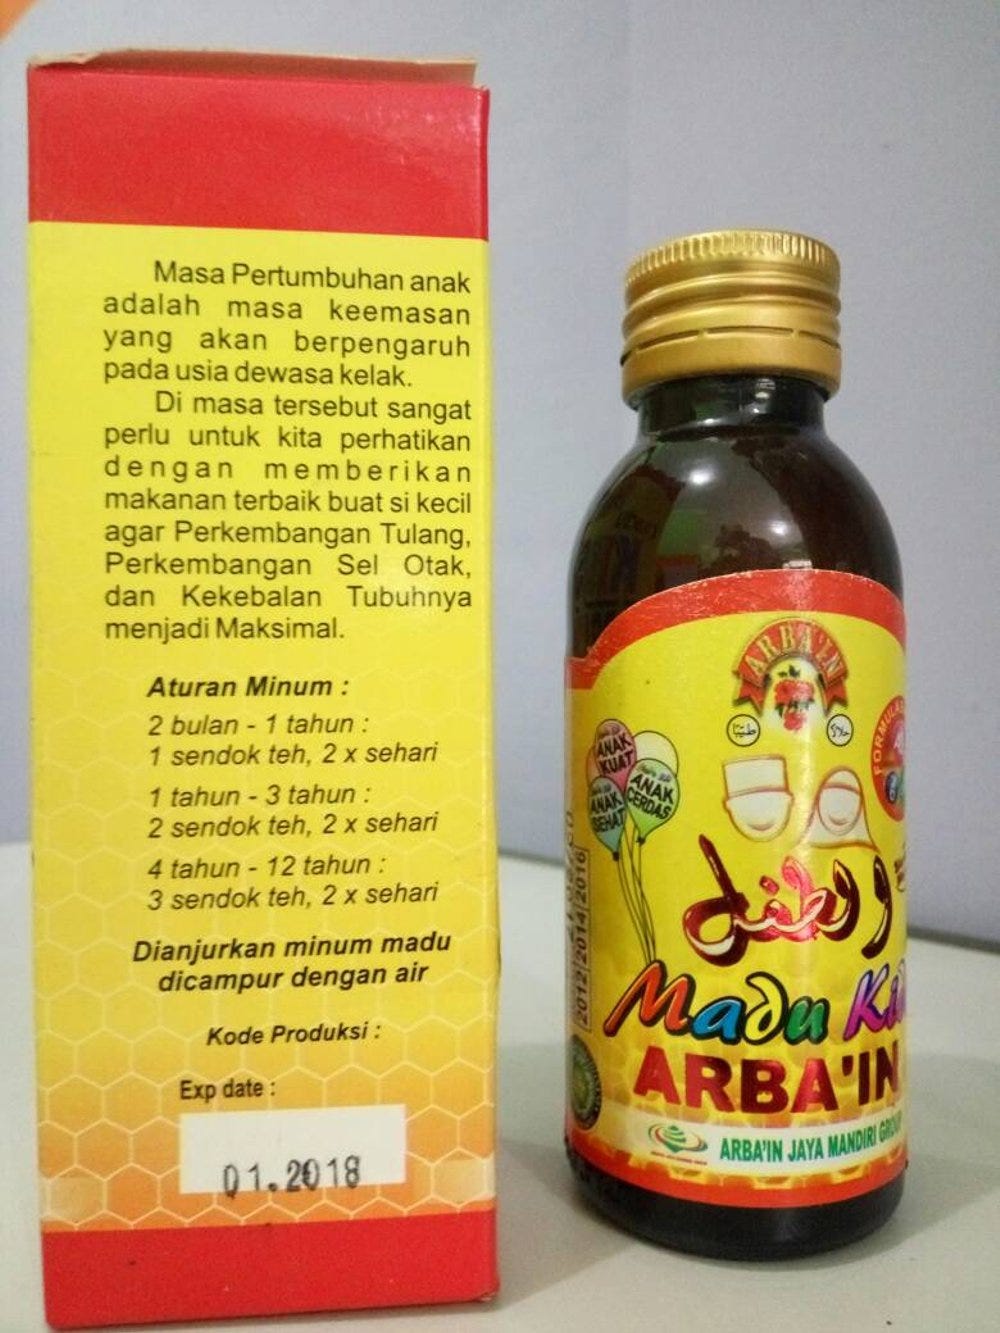 Masa Pertumbuhan anak
adalah masa keemasan
yang akan berpengaruh
pada usia dewasa kelak.
Di masa tersebut sangat
perlu untuk kita perhatikan
dengan memberikan
makanan terbaik buat si kecil
agar Perkembangan Tulang,
Perkembangan Sel Otak,
dan Kekebalan Tubuhnya
menjadi Maksimal.
Aturan Minum :
2 bulan - 1 tahun :
1 sendok teh, 2 x sehari
1 tahun - 3 tahun :
2 sendok teh, 2 x sehari
4 tahun - 12 tahun :
3 sendok teh, 2 x sehari
Dianjurkan minum madu
dicampur dengan air
Kode Produksi :
Exp date :
01.2018
ARBA'IN
ANAK
KUAT
ANAK
CERDAS
ANAK
SEHAT
2012 2014 2016
Madu
ARBA'IN
ARBA'IN JAYA MANDIRI